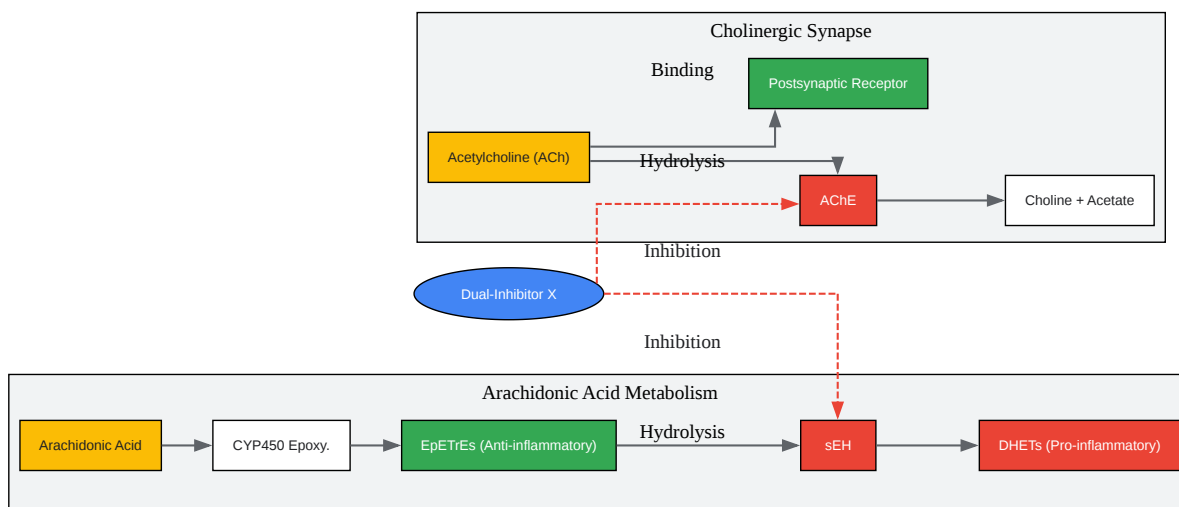 Cholinergic Synapse
Binding
Postsynaptic Receptor
Acetylcholine (ACh)
Hydrolysis
AChE
Choline + Acetate
Inhibition
Dual-Inhibitor X
Inhibition
Arachidonic Acid Metabolism
Arachidonic Acid
CYP450 Epoxy.
EpETrEs (Anti-inflammatory)
Hydrolysis
sEH
DHETs (Pro-inflammatory)